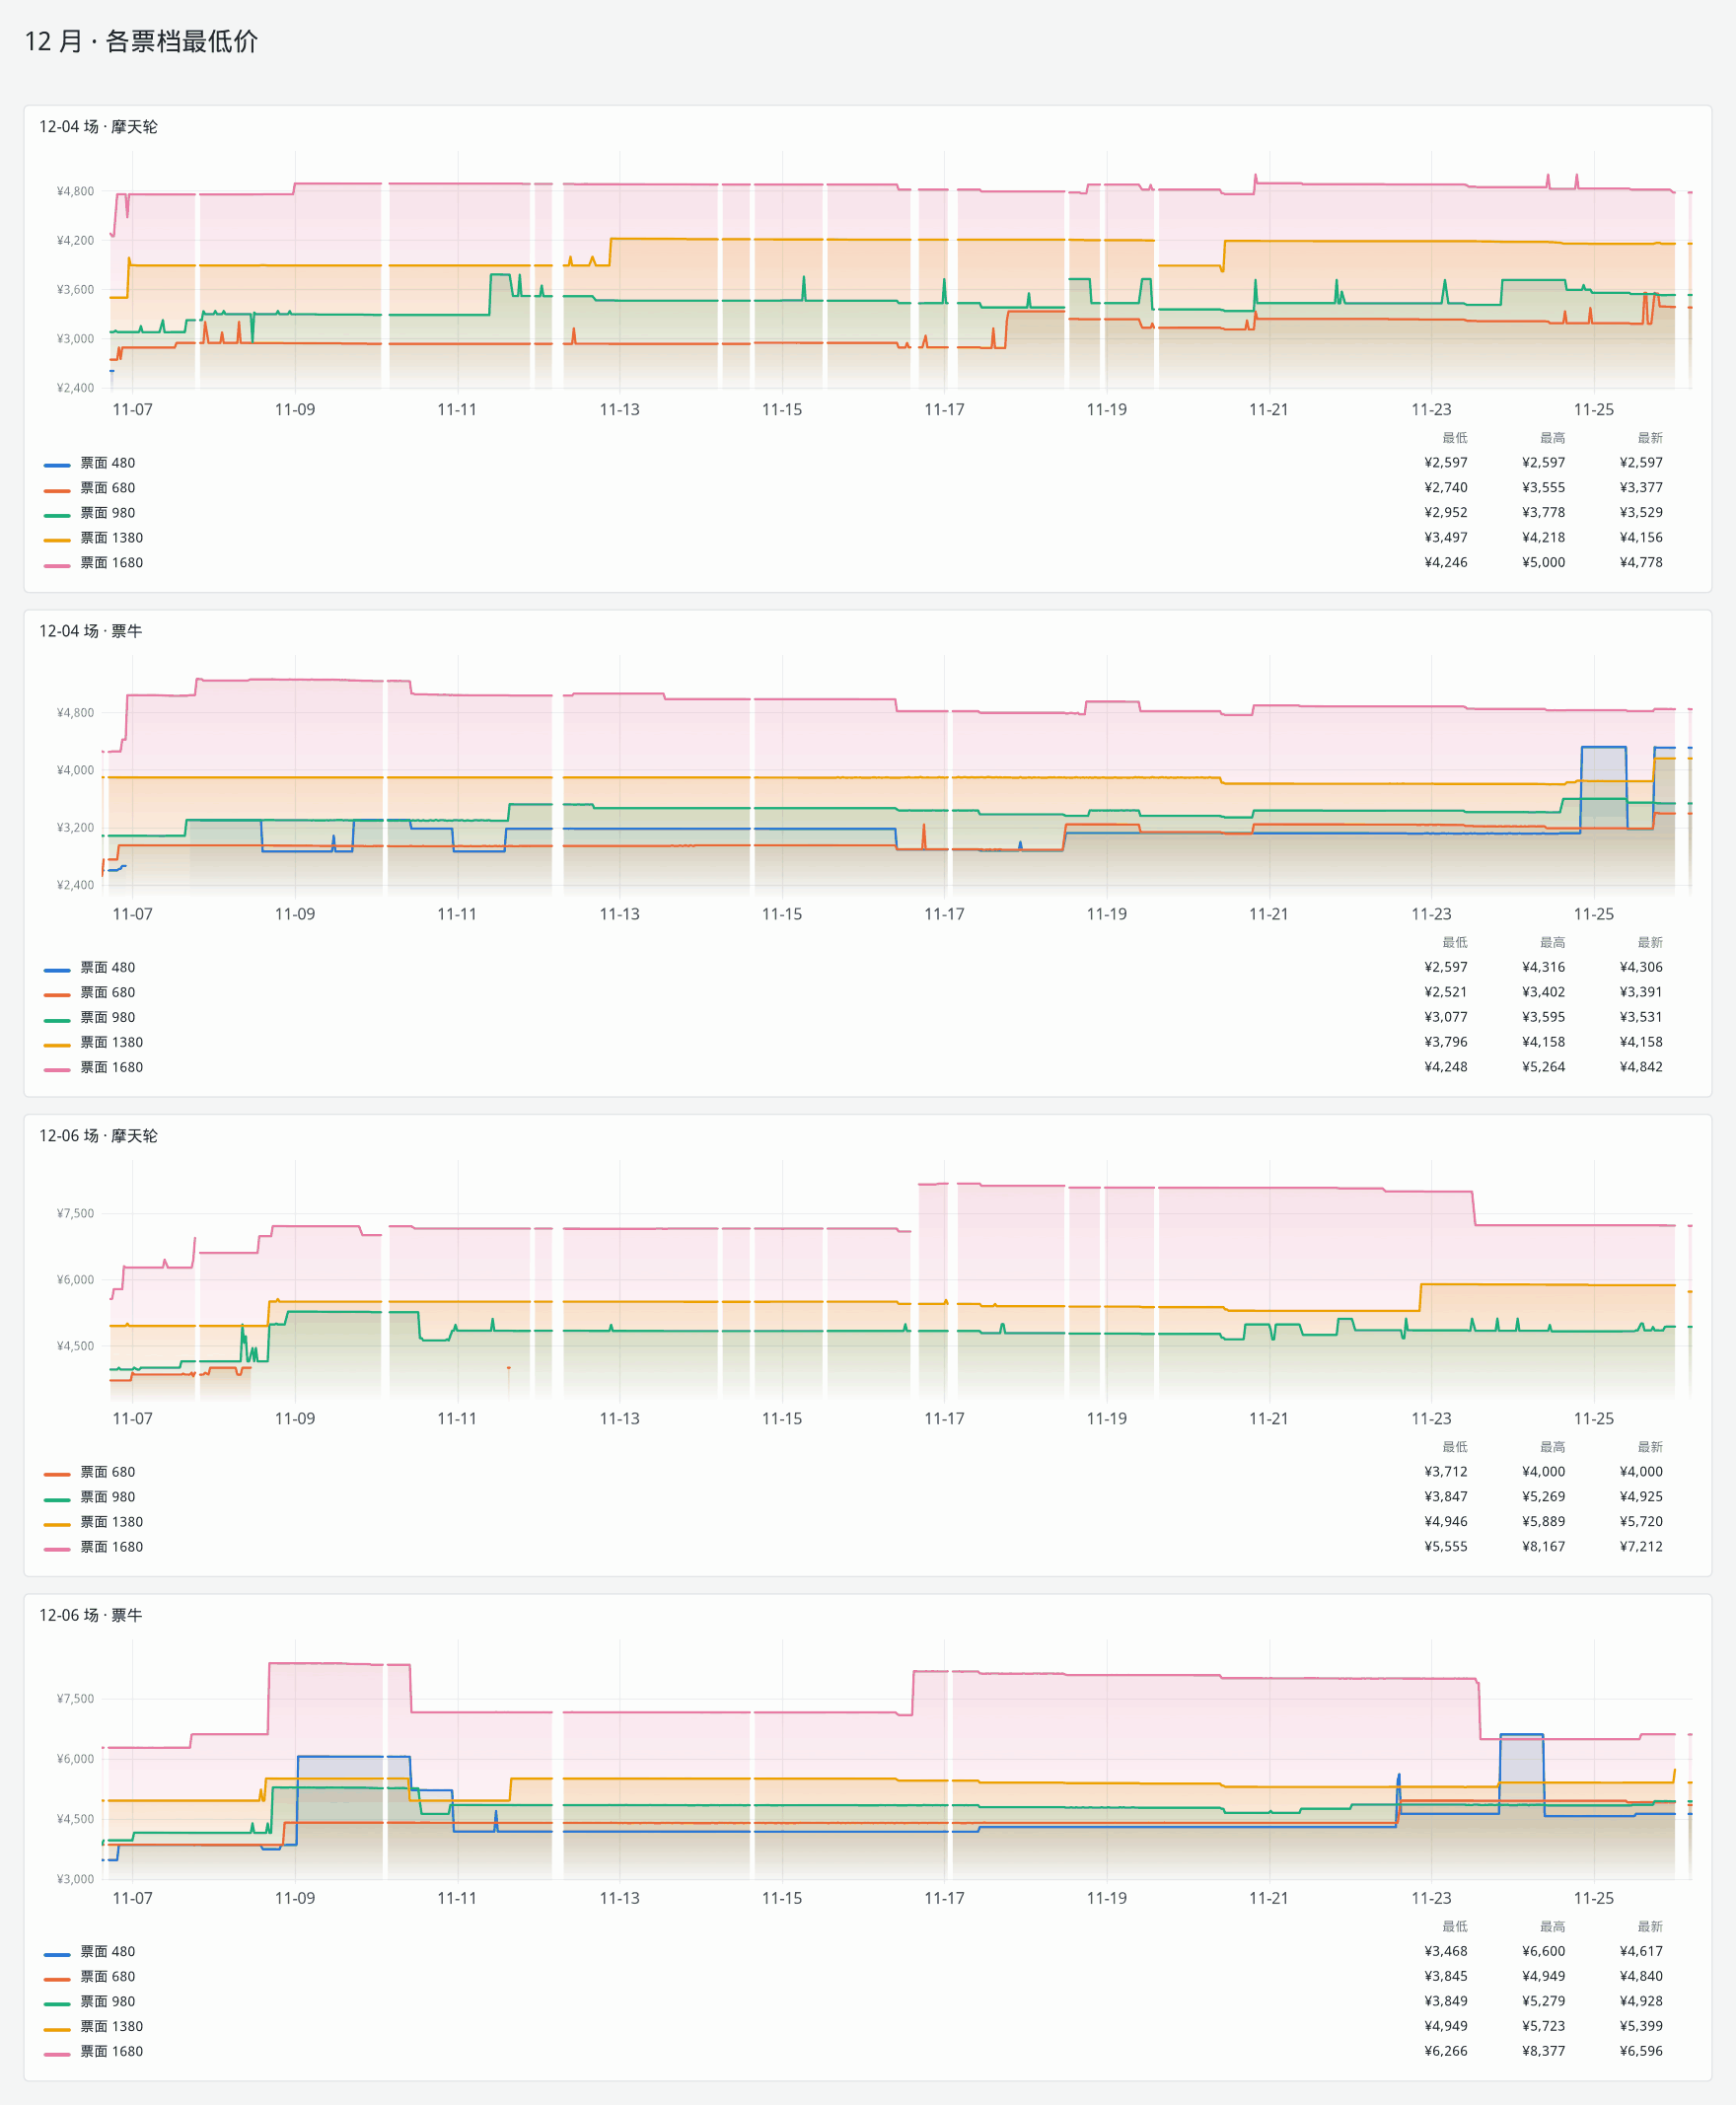 12 月 · 各票档最低价
12-04 场 · 摩天轮
¥4,800
¥4,200
¥3,600
¥3,000
¥2,400
11-07 11-09 11-11 11-13 11-15 11-17 11-19 11-21 11-23 11-25
最低 最高 最新
票面 480 ¥2,597 ¥2,597 ¥2,597
票面 680 ¥2,740 ¥3,555 ¥3,377
票面 980 ¥2,952 ¥3,778 ¥3,529
票面 1380 ¥3,497 ¥4,218 ¥4,156
票面 1680 ¥4,246 ¥5,000 ¥4,778
12-04 场 · 票牛
¥4,800
¥4,000
¥3,200
¥2,400
11-07 11-09 11-11 11-13 11-15 11-17 11-19 11-21 11-23 11-25
最低 最高 最新
票面 480 ¥2,597 ¥4,316 ¥4,306
票面 680 ¥2,521 ¥3,402 ¥3,391
票面 980 ¥3,077 ¥3,595 ¥3,531
票面 1380 ¥3,796 ¥4,158 ¥4,158
票面 1680 ¥4,248 ¥5,264 ¥4,842
12-06 场 · 摩天轮
¥7,500
¥6,000
¥4,500
11-07 11-09 11-11 11-13 11-15 11-17 11-19 11-21 11-23 11-25
最低 最高 最新
票面 680 ¥3,712 ¥4,000 ¥4,000
票面 980 ¥3,847 ¥5,269 ¥4,925
票面 1380 ¥4,946 ¥5,889 ¥5,720
票面 1680 ¥5,555 ¥8,167 ¥7,212
12-06 场 · 票牛
¥7,500
¥6,000
¥4,500
¥3,000
11-07 11-09 11-11 11-13 11-15 11-17 11-19 11-21 11-23 11-25
最低 最高 最新
票面 480 ¥3,468 ¥6,600 ¥4,617
票面 680 ¥3,845 ¥4,949 ¥4,840
票面 980 ¥3,849 ¥5,279 ¥4,928
票面 1380 ¥4,949 ¥5,723 ¥5,399
票面 1680 ¥6,266 ¥8,377 ¥6,596